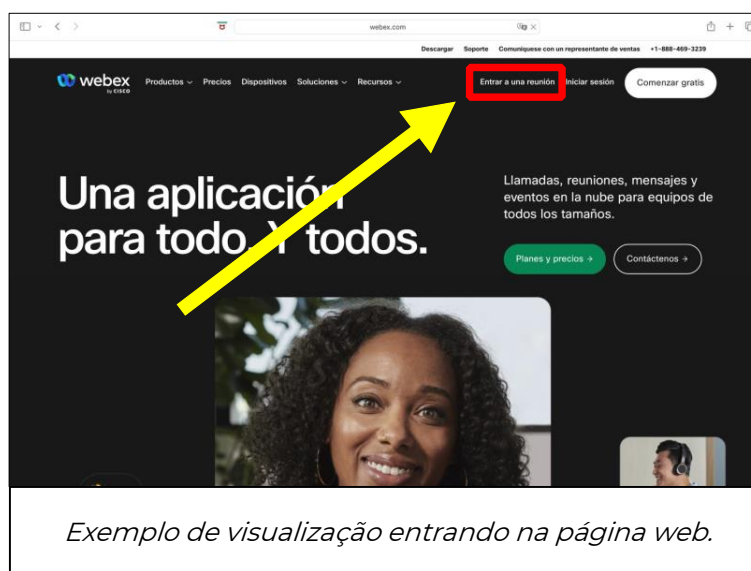 webex.com
Descargar Soporte Comuníquese con un representante de ventas +1-888-469-3239
webex Productos Precios Dispositivos Soluciones Recursos Entrar a una reunión Iniciar sesión Comenzar gratis
by CISCO
Una aplicación
para todo. Y todos.
Llamadas, reuniones, mensajes y
eventos en la nube para equipos de
todos los tamaños.
Planes y precios → Contáctenos →
Exemplo de visualização entrando na página web.